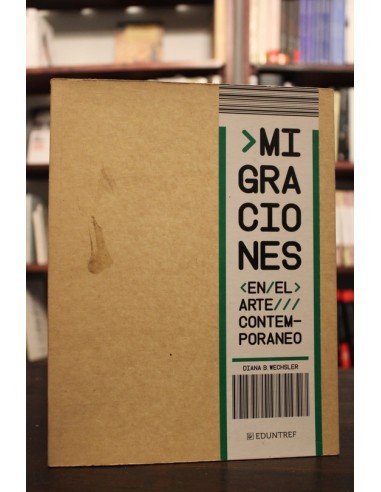 >MI
GRA
CIO
NES
<EN/EL>
ARTE///
CONTEM-
PORANEO
DIANA B WECHSLER
EDUNTREF